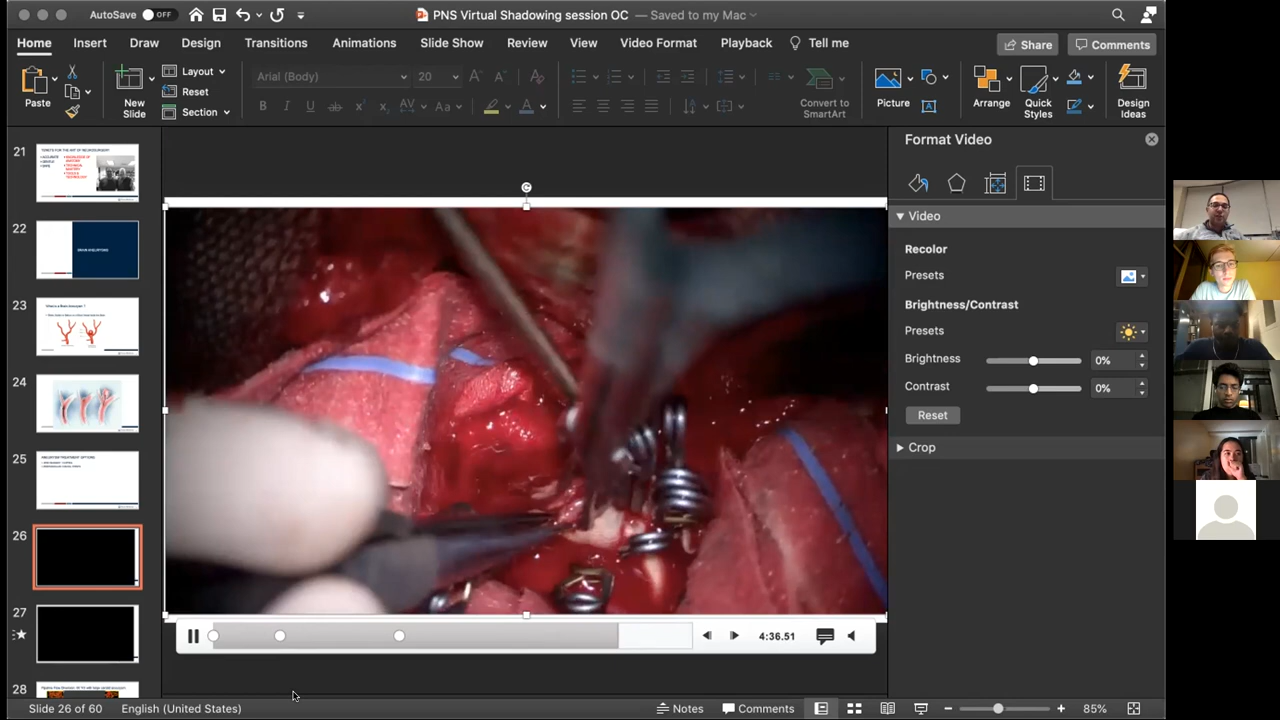 AutoSave OFF PNS Virtual Shadowing session OC — Saved to my Mac
Home Insert Draw Design Transitions Animations Slide Show Review View Video Format Playback Tell me Share Comments
Paste New Slide Layout Reset Section Arial (Body) 20 Convert to SmartArt Picture Arrange Quick Styles Design Ideas
21
22
23
What is a Brain Aneurysm ?
24
25
26
27
28
4:36.51
Format Video
Video
Recolor
Presets
Brightness/Contrast
Presets
Brightness 0%
Contrast 0%
Reset
Crop
Slide 26 of 60 English (United States) Notes Comments 85%